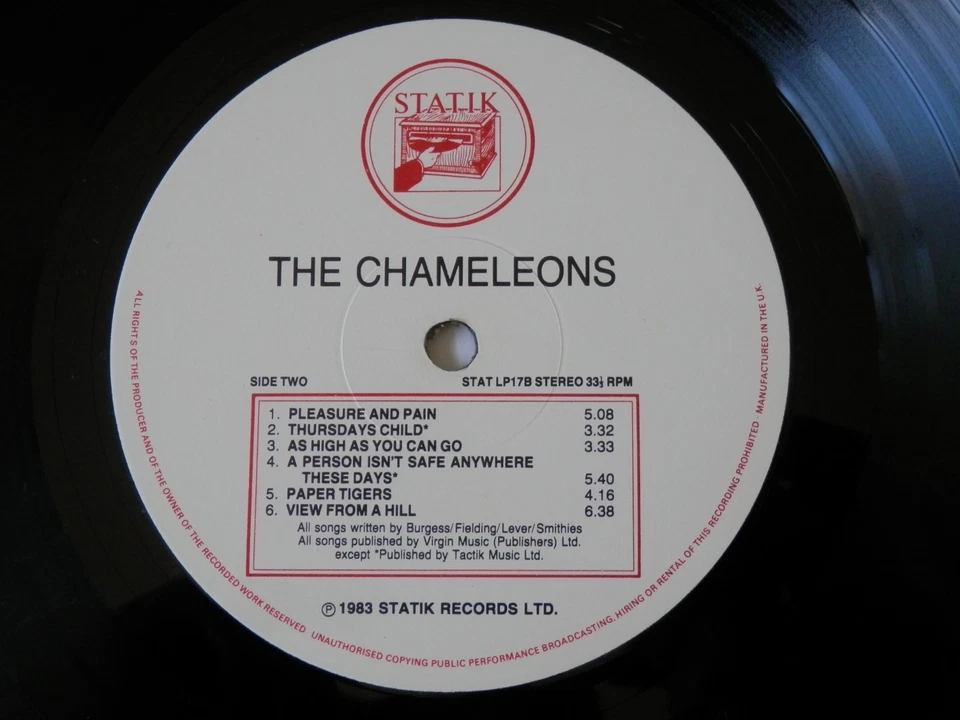 STATIK
THE CHAMELEONS
SIDE TWO STAT LP17B STEREO 33⅓ RPM
1. PLEASURE AND PAIN 5.08
2. THURSDAYS CHILD* 3.32
3. AS HIGH AS YOU CAN GO 3.33
4. A PERSON ISN'T SAFE ANYWHERE
THESE DAYS* 5.40
5. PAPER TIGERS 4.16
6. VIEW FROM A HILL 6.38
All songs written by Burgess/Fielding/Lever/Smithies
All songs published by Virgin Music (Publishers) Ltd.
except *Published by Tactik Music Ltd.
℗ 1983 STATIK RECORDS LTD.
ALL RIGHTS OF THE PRODUCER AND OF THE OWNER OF THE RECORDED WORK RESERVED UNAUTHORISED COPYING PUBLIC PERFORMANCE BROADCASTING, HIRING OR RENTAL OF THIS RECORDING PROHIBITED · MANUFACTURED IN THE U.K.